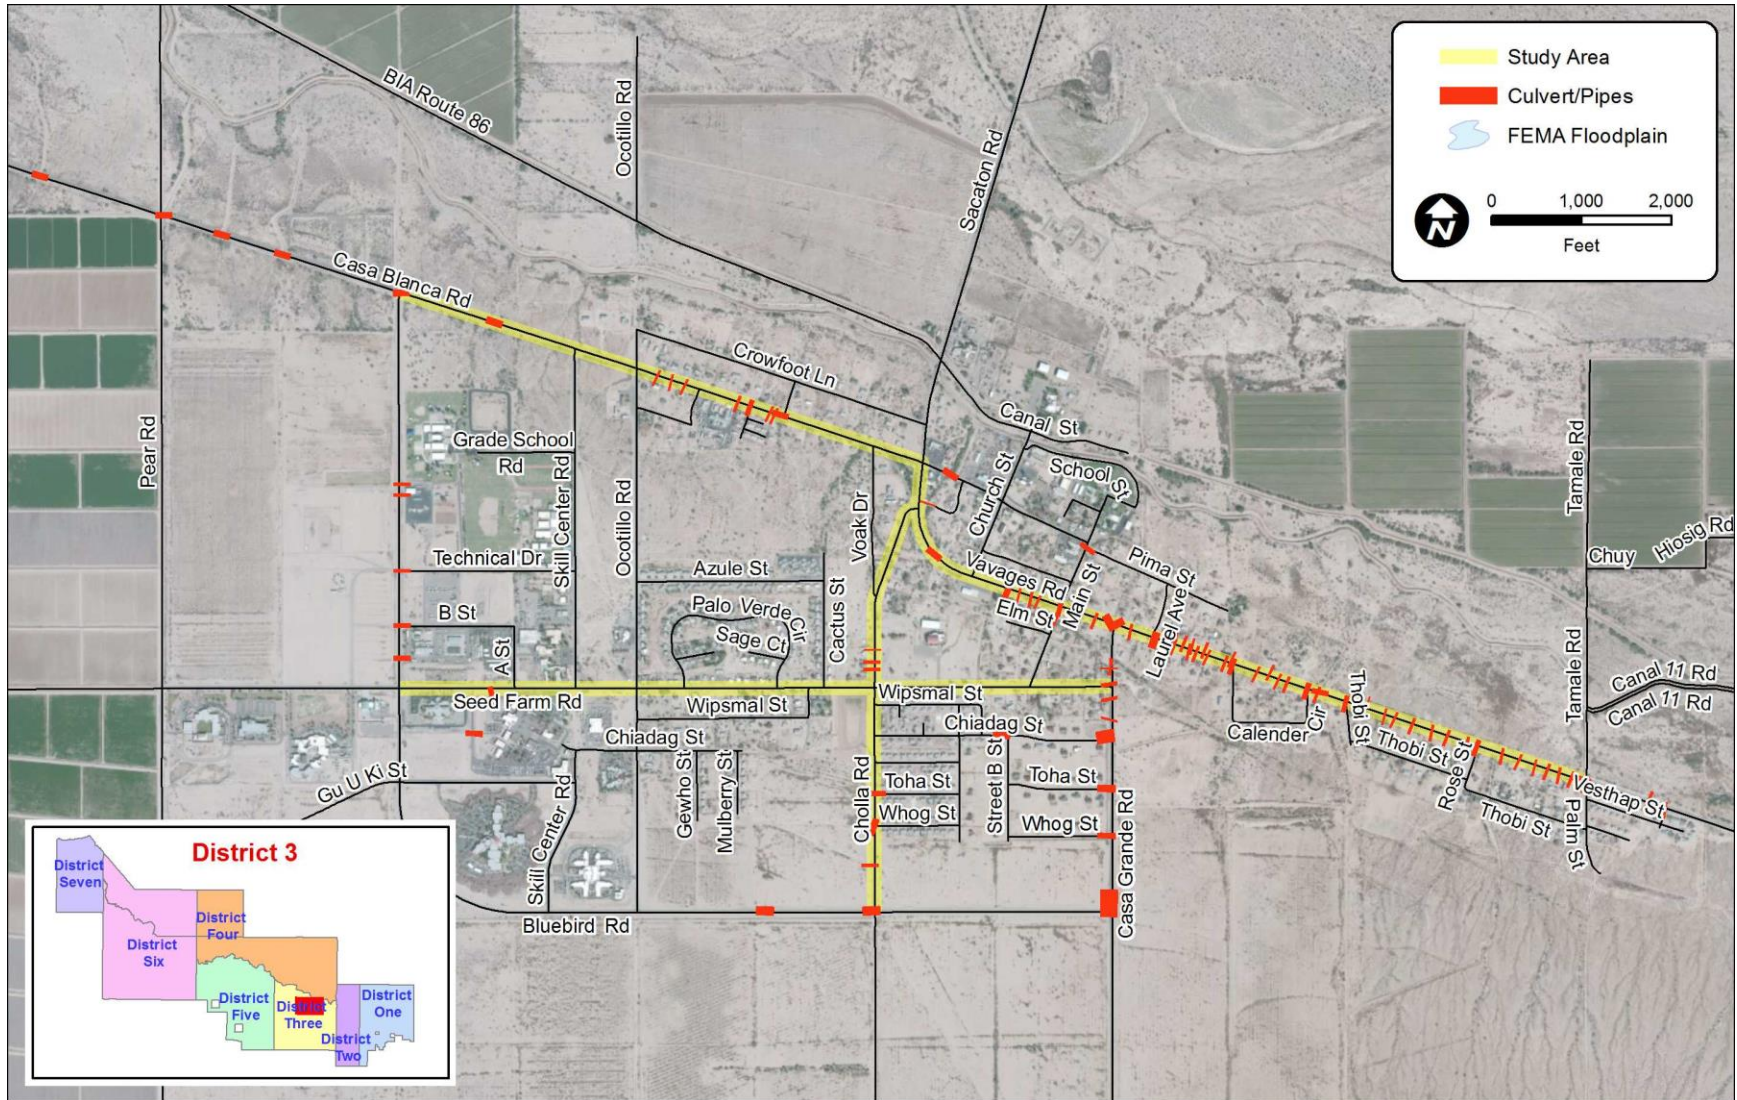 Study Area
Culvert/Pipes
FEMA Floodplain
0 1,000 2,000
Feet
N
BIA Route 86
Ocotillo Rd
Sacaton Rd
Casa Blanca Rd
Crowfoot Ln
Pear Rd
Grade School
Rd
Skill Center Rd
Ocotillo Rd
Voak Dr
Canal St
School St
Church St
Tamale Rd
Chuy
Hiosig Rd
Technical Dr
Azule St
Vavages Rd
Pima St
Main St
Elm St
Palo Verde Cir
Sage Ct
Cactus St
B St
A St
Laurel Ave
Tamale Rd
Canal 11 Rd
Canal 11 Rd
Seed Farm Rd
Wipsmal St
Wipsmal St
Chiadag St
Chiadag St
Calender Cir
Thobi St
Thobi St
Rose St
Thobi St
Vesthap St
Palm St
Gu U Ki St
Gewho St
Mulberry St
Cholla Rd
Toha St
Whog St
Street B St
Toha St
Whog St
Casa Grande Rd
Skill Center Rd
Bluebird Rd
District 3
District
Seven
District
Six
District
Four
District
Five
District
Three
District
Two
District
One